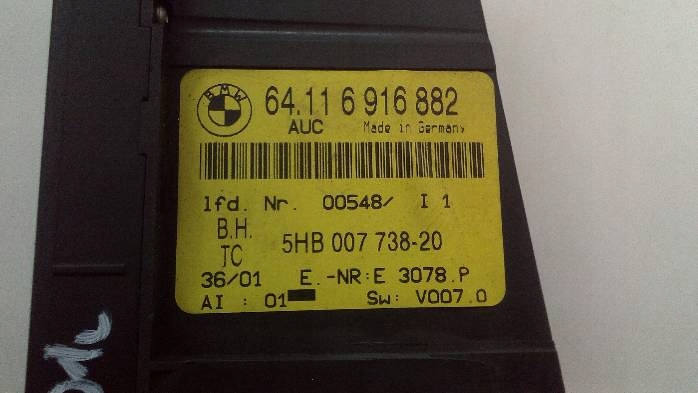 BMW
64.11 6 916 882
AUC Made in Germany
lfd. Nr. 00548/ I 1
B.H.
TC
5HB 007 738-20
36/01 E.-NR:E 3078.P
AI : 01 Sw: V007.0